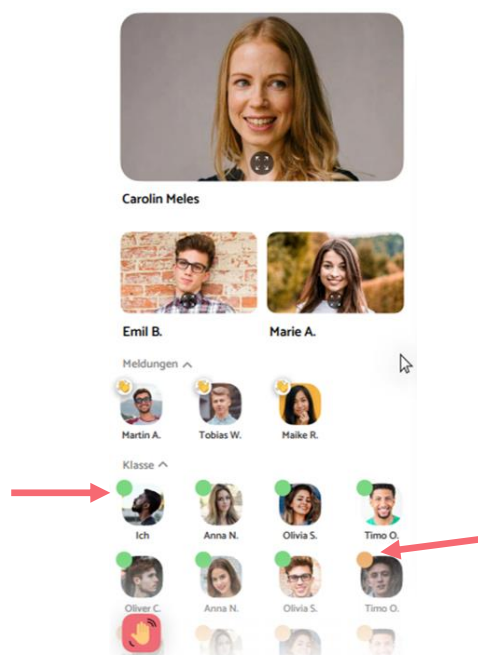 Carolin Meles
Emil B. Marie A.
Meldungen
Martin A. Tobias W. Maike R.
Klasse
Ich Anna N. Olivia S. Timo O.
Oliver C. Anna N. Olivia S. Timo O.